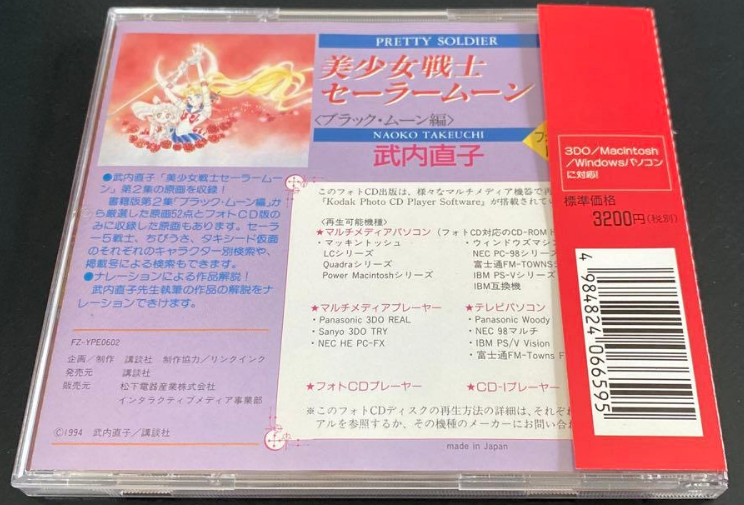 PRETTY SOLDIER
美少女戦士
セーラームーン
〈ブラック・ムーン編〉
NAOKO TAKEUCHI
武内直子
●武内直子「美少女戦士セーラームー
ン」第2集の原画を収録！
書籍版第2集「ブラック・ムーン編」か
ら厳選した原画52点とフォトCD版の
みに収録した原画もあります。セーラ
ー5戦士、ちびうさ、タキシード仮面
のそれぞれのキャラクター別検索や、
掲載号による検索もできます。
●ナレーションによる作品解説！
武内直子先生執筆の作品の解説をナ
レーションできけます。
FZ-YPE0602
企画/制作 講談社 制作協力/リンクインク
発売元 講談社
販売元 松下電器産業株式会社
インタラクティブメディア事業部
©1994 武内直子/講談社
このフォトCD出版は、様々なマルチメディア機器で再
「Kodak Photo CD Player Software」が搭載されてい
〈再生可能機種〉
★マルチメディアパソコン(フォトCD対応のCD-ROMト
・マッキントッシュ
LCシリーズ
Quadraシリーズ
Power Macintoshシリーズ
・ウィンドウズマシン
NEC PC-98シリーズ
富士通FM-TOWNS
IBM PS-Vシリーズ
IBM互換機
★マルチメディアプレーヤー
・Panasonic 3DO REAL
・Sanyo 3DO TRY
・NEC HE PC-FX
★テレビパソコン
・Panasonic Woody
・NEC 98マルチ
・IBM PS/V Vision
・富士通FM-Towns F
★フォトCDプレーヤー
★CD-Iプレーヤー
※このフォトCDディスクの再生方法の詳細は、それぞれ
アルを参照するか、その機種のメーカーにお問い合わ
made in Japan
3DO/Macintosh
/Windowsパソコン
に対応!
標準価格
3200円(税別)
4 984824 066595